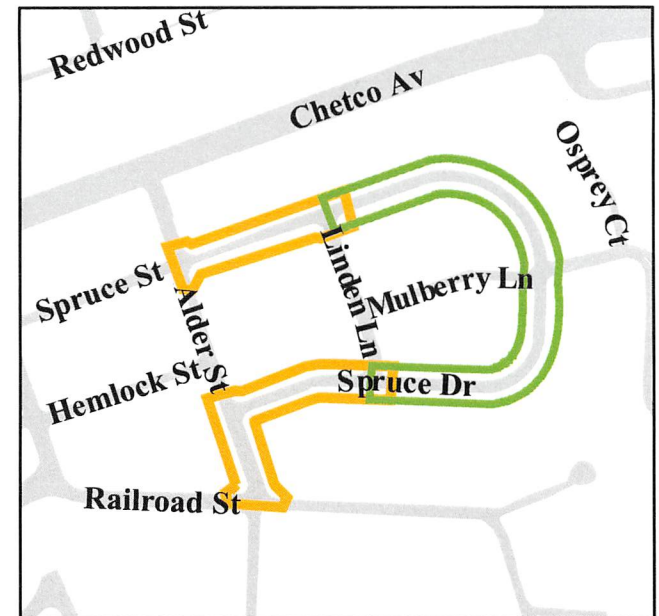 Redwood St
Chetco Av
Osprey Ct
Spruce St
Linden Ln
Mulberry Ln
Alder St
Hemlock St
Spruce Dr
Railroad St